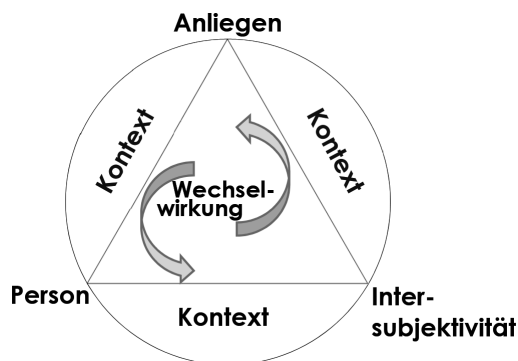 Anliegen
Kontext
Kontext
Wechsel-
wirkung
Person
Inter-
subjektivität
Kontext